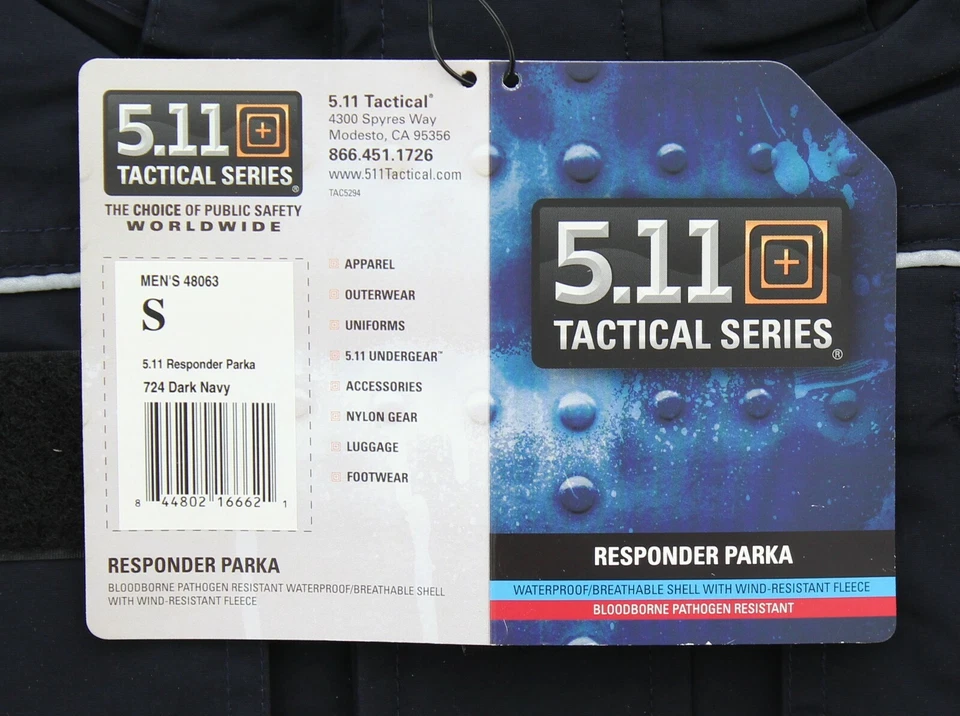 5.11
TACTICAL SERIES®
THE CHOICE OF PUBLIC SAFETY
WORLDWIDE
5.11 Tactical®
4300 Spyres Way
Modesto, CA 95356
866.451.1726
www.511Tactical.com
TAC5294
MEN'S 48063
S
5.11 Responder Parka
724 Dark Navy
8 44802 16662 1
APPAREL
OUTERWEAR
UNIFORMS
5.11 UNDERGEAR™
ACCESSORIES
NYLON GEAR
LUGGAGE
FOOTWEAR
RESPONDER PARKA
BLOODBORNE PATHOGEN RESISTANT WATERPROOF/BREATHABLE SHELL
WITH WIND-RESISTANT FLEECE
5.11
TACTICAL SERIES®
RESPONDER PARKA
WATERPROOF/BREATHABLE SHELL WITH WIND-RESISTANT FLEECE
BLOODBORNE PATHOGEN RESISTANT